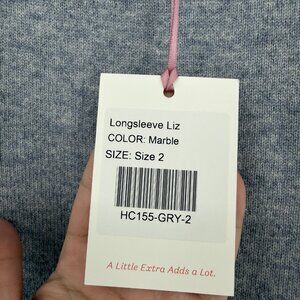 Longsleeve Liz
COLOR: Marble
SIZE: Size 2
HC155-GRY-2
A Little Extra Adds a Lot.